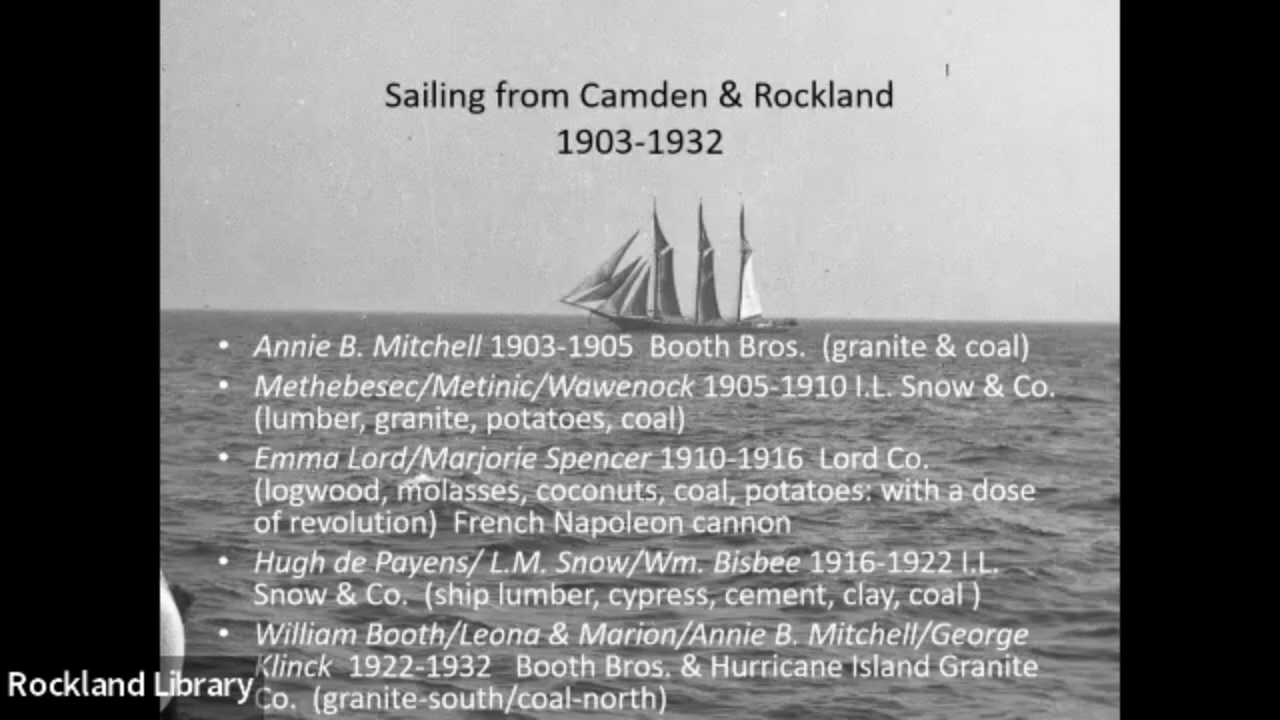 Sailing from Camden & Rockland
1903-1932
• Annie B. Mitchell 1903-1905 Booth Bros. (granite & coal)
• Methebesec/Metinic/Wawenock 1905-1910 I.L. Snow & Co.
(lumber, granite, potatoes, coal)
• Emma Lord/Marjorie Spencer 1910-1916 Lord Co.
(logwood, molasses, coconuts, coal, potatoes: with a dose
of revolution) French Napoleon cannon
• Hugh de Payens/ L.M. Snow/Wm. Bisbee 1916-1922 I.L.
Snow & Co. (ship lumber, cypress, cement, clay, coal )
• William Booth/Leona & Marion/Annie B. Mitchell/George
Klinck 1922-1932 Booth Bros. & Hurricane Island Granite
Co. (granite-south/coal-north)
Rockland Library